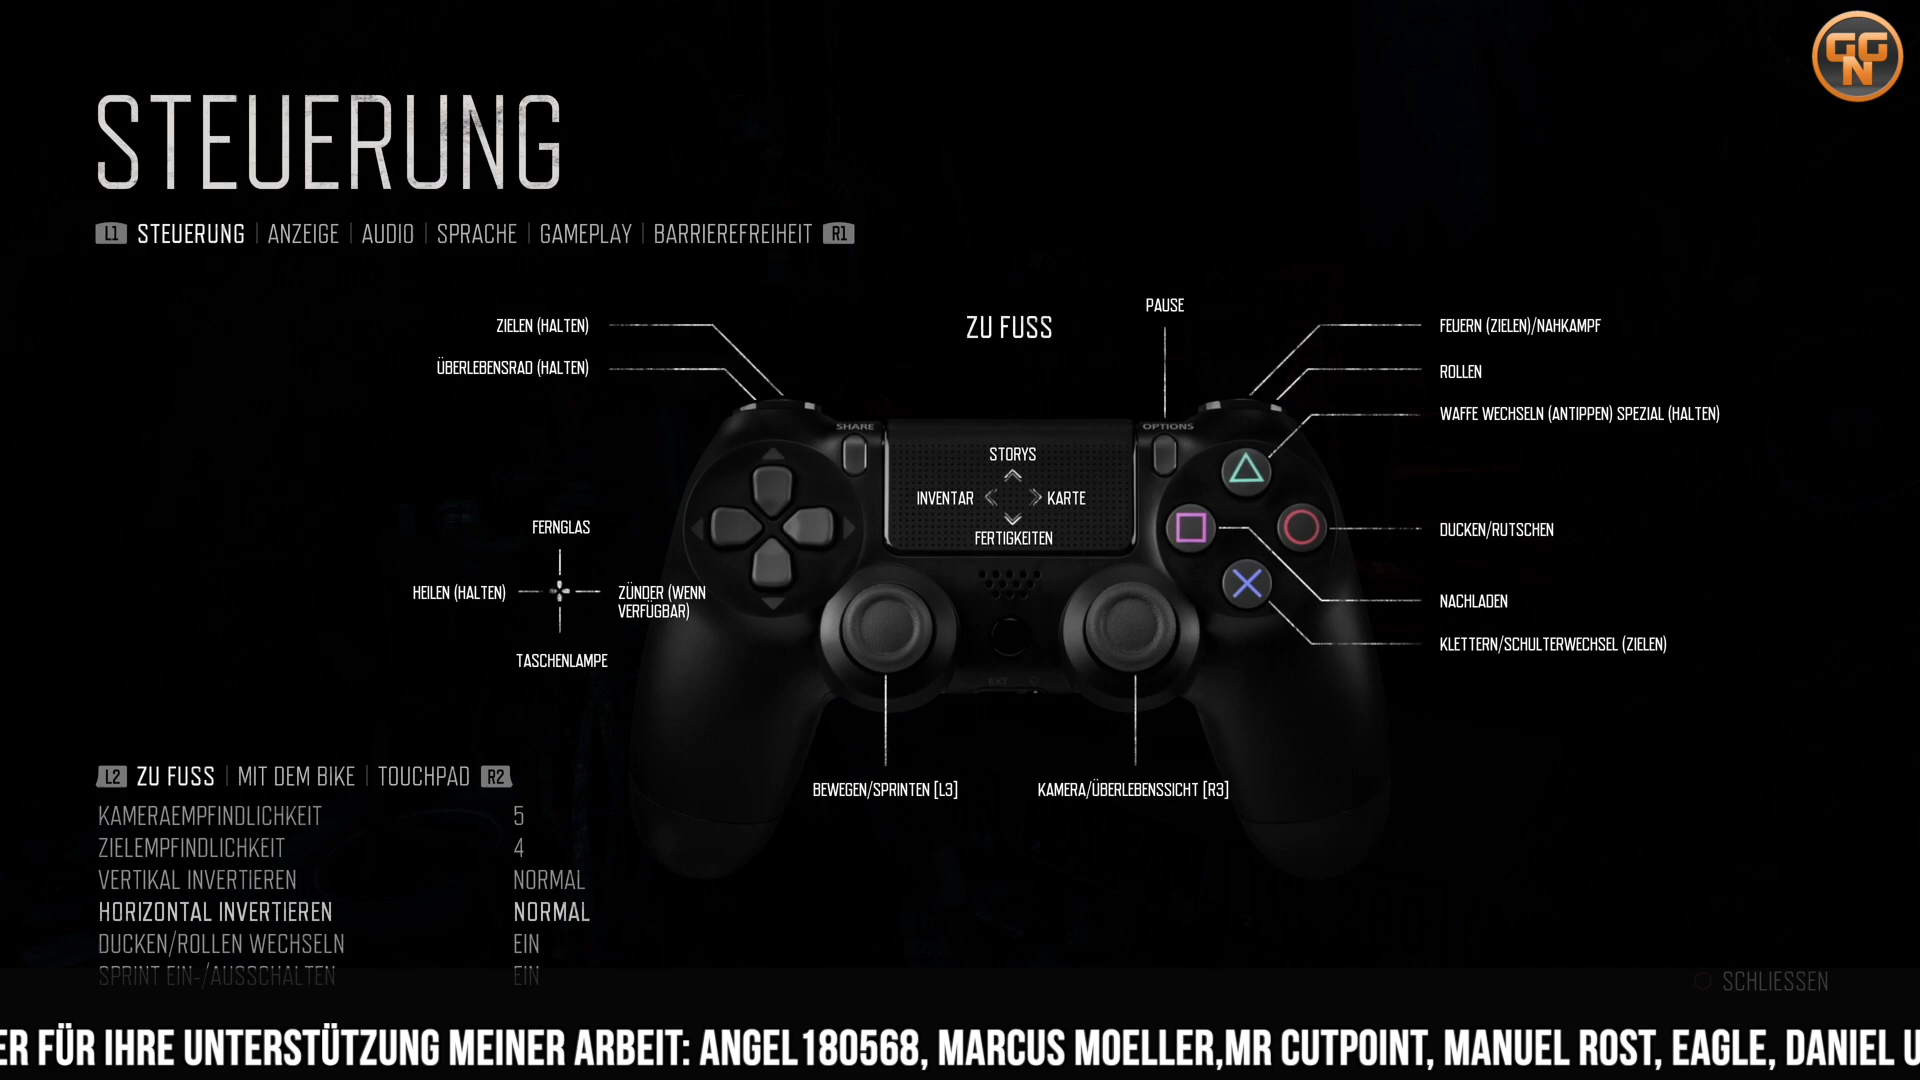 GGN
STEUERUNG
L1 STEUERUNG | ANZEIGE | AUDIO | SPRACHE | GAMEPLAY | BARRIEREFREIHEIT R1
ZU FUSS
PAUSE
ZIELEN (HALTEN)
ÜBERLEBENSRAD (HALTEN)
FEUERN (ZIELEN)/NAHKAMPF
ROLLEN
WAFFE WECHSELN (ANTIPPEN) SPEZIAL (HALTEN)
SHARE
OPTIONS
STORYS
INVENTAR
KARTE
FERTIGKEITEN
FERNGLAS
HEILEN (HALTEN)
ZÜNDER (WENN
VERFÜGBAR)
TASCHENLAMPE
DUCKEN/RUTSCHEN
NACHLADEN
KLETTERN/SCHULTERWECHSEL (ZIELEN)
EXT
BEWEGEN/SPRINTEN [L3]
KAMERA/ÜBERLEBENSSICHT [R3]
L2 ZU FUSS | MIT DEM BIKE | TOUCHPAD R2
KAMERAEMPFINDLICHKEIT 5
ZIELEMPFINDLICHKEIT 4
VERTIKAL INVERTIEREN NORMAL
HORIZONTAL INVERTIEREN NORMAL
DUCKEN/ROLLEN WECHSELN EIN
SPRINT EIN-/AUSSCHALTEN EIN
SCHLIESSEN
ER FÜR IHRE UNTERSTÜTZUNG MEINER ARBEIT: ANGEL180568, MARCUS MOELLER,MR CUTPOINT, MANUEL ROST, EAGLE, DANIEL U